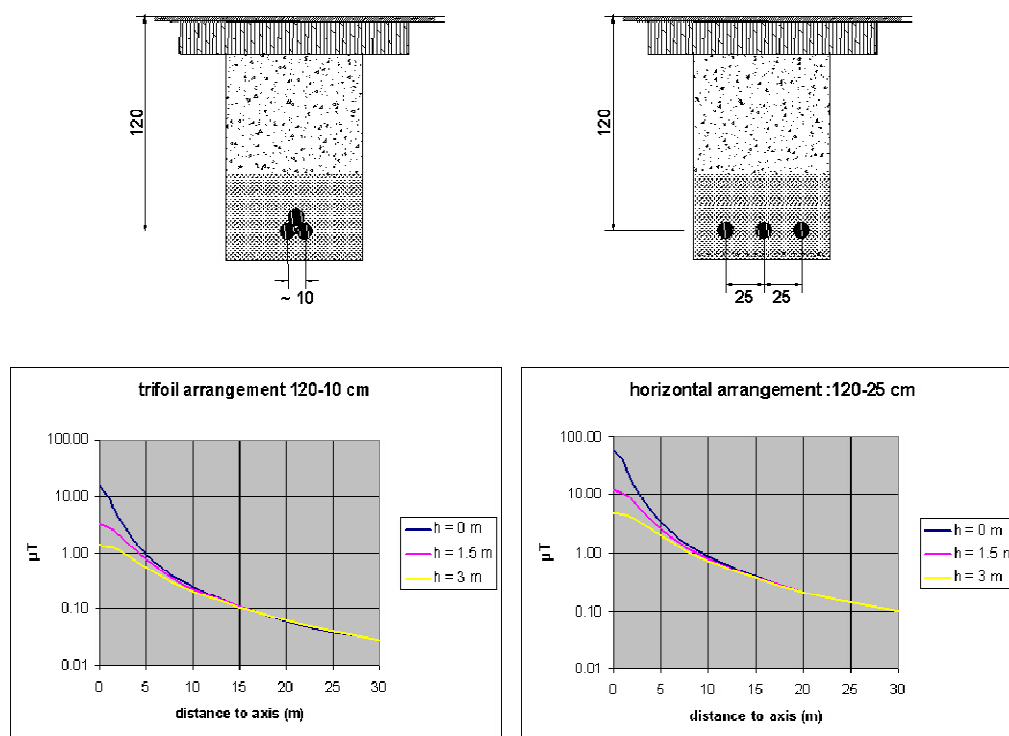 120
~ 10
120
25 25
trifoil arrangement 120-10 cm
100.00
10.00
1.00
0.10
0.01
µT
0 5 10 15 20 25 30
distance to axis (m)
h = 0 m
h = 1.5 m
h = 3 m
horizontal arrangement :120-25 cm
100.00
10.00
1.00
0.10
0.01
µT
0 5 10 15 20 25 30
distance to axis (m)
h = 0 m
h = 1.5 m
h = 3 m